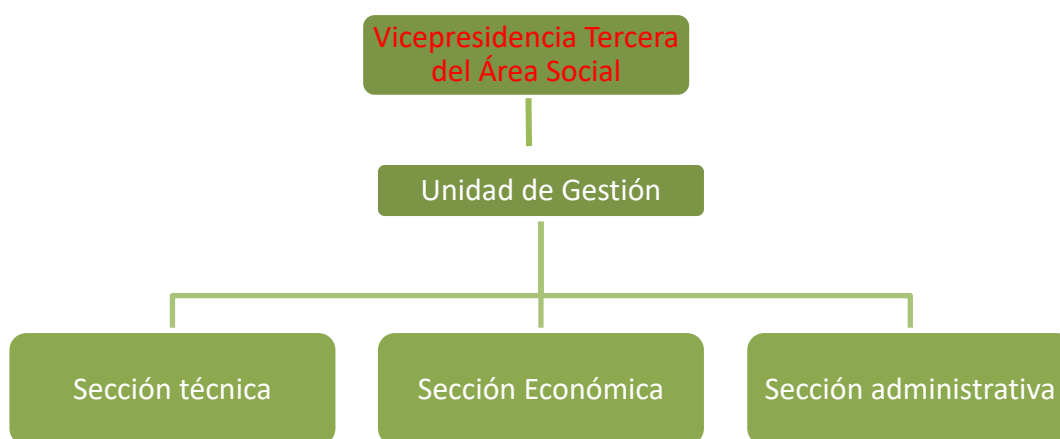 Vicepresidencia Tercera
del Área Social
Unidad de Gestión
Sección técnica
Sección Económica
Sección administrativa